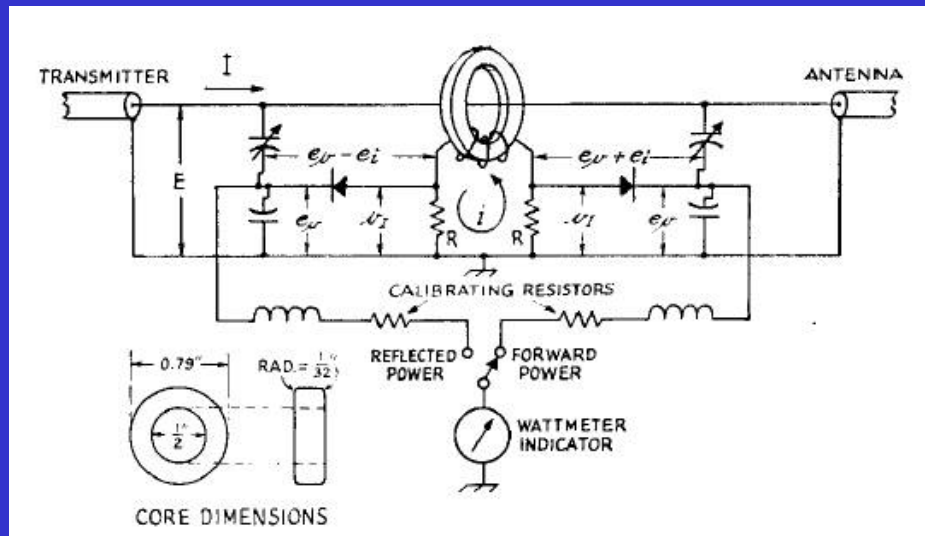 TRANSMITTER
I
ANTENNA
E
eᵥ − eᵢ
eᵥ + eᵢ
eᵥ
vI
R
i
R
vI
eᵥ
CALIBRATING RESISTORS
REFLECTED POWER
FORWARD POWER
WATTMETER INDICATOR
0.79"
RAD. = 1/32"
1/2"
CORE DIMENSIONS